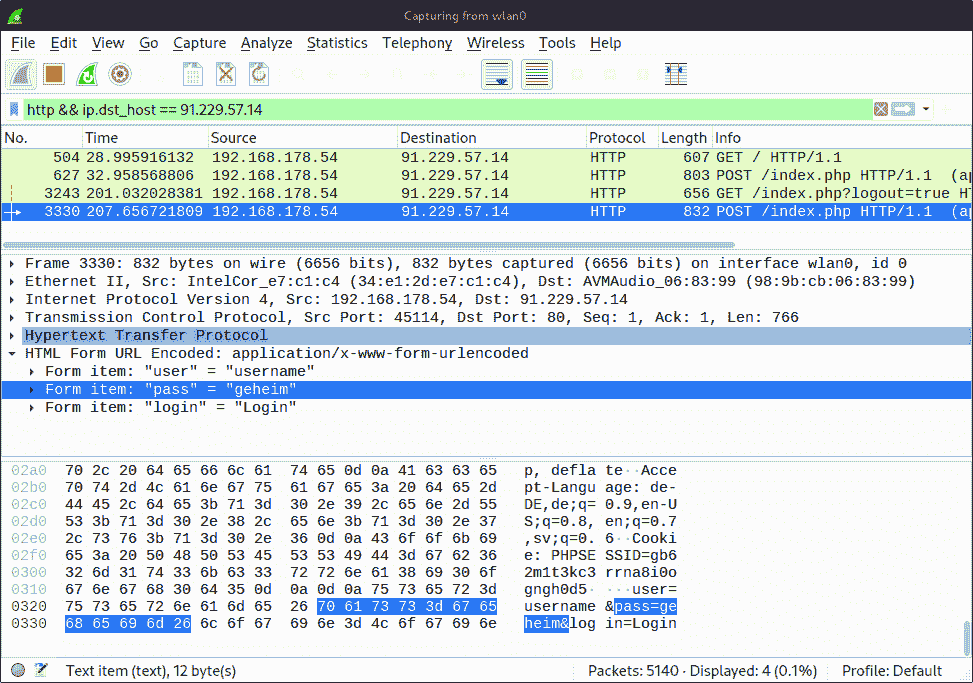 Capturing from wlan0
File Edit View Go Capture Analyze Statistics Telephony Wireless Tools Help
http && ip.dst_host == 91.229.57.14
No. Time Source Destination Protocol Length Info
504 28.995916132 192.168.178.54 91.229.57.14 HTTP 607 GET / HTTP/1.1
627 32.958568806 192.168.178.54 91.229.57.14 HTTP 803 POST /index.php HTTP/1.1 (ap
3243 201.032028381 192.168.178.54 91.229.57.14 HTTP 656 GET /index.php?logout=true HT
3330 207.656721809 192.168.178.54 91.229.57.14 HTTP 832 POST /index.php HTTP/1.1 (ap
Frame 3330: 832 bytes on wire (6656 bits), 832 bytes captured (6656 bits) on interface wlan0, id 0
Ethernet II, Src: IntelCor_e7:c1:c4 (34:e1:2d:e7:c1:c4), Dst: AVMAudio_06:83:99 (98:9b:cb:06:83:99)
Internet Protocol Version 4, Src: 192.168.178.54, Dst: 91.229.57.14
Transmission Control Protocol, Src Port: 45114, Dst Port: 80, Seq: 1, Ack: 1, Len: 766
Hypertext Transfer Protocol
HTML Form URL Encoded: application/x-www-form-urlencoded
Form item: "user" = "username"
Form item: "pass" = "geheim"
Form item: "login" = "Login"
02a0 70 2c 20 64 65 66 6c 61 74 65 0d 0a 41 63 63 65 p, defla te··Acce
02b0 70 74 2d 4c 61 6e 67 75 61 67 65 3a 20 64 65 2d pt-Langu age: de-
02c0 44 45 2c 64 65 3b 71 3d 30 2e 39 2c 65 6e 2d 55 DE,de;q= 0.9,en-U
02d0 53 3b 71 3d 30 2e 38 2c 65 6e 3b 71 3d 30 2e 37 S;q=0.8, en;q=0.7
02e0 2c 73 76 3b 71 3d 30 2e 36 0d 0a 43 6f 6f 6b 69 ,sv;q=0. 6··Cooki
02f0 65 3a 20 50 48 50 53 45 53 53 49 44 3d 67 62 36 e: PHPSE SSID=gb6
0300 32 6d 31 74 33 6b 63 33 72 72 6e 61 38 69 30 6f 2m1t3kc3 rrna8i0o
0310 67 6e 67 68 30 64 35 0d 0a 0d 0a 75 73 65 72 3d gngh0d5· ···user=
0320 75 73 65 72 6e 61 6d 65 26 70 61 73 73 3d 67 65 username &pass=ge
0330 68 65 69 6d 26 6c 6f 67 69 6e 3d 4c 6f 67 69 6e heim&log in=Login
Text item (text), 12 byte(s) Packets: 5140 · Displayed: 4 (0.1%) Profile: Default